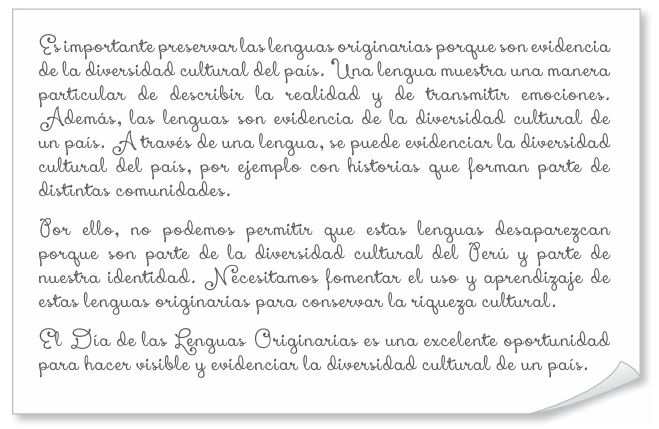 Es importante preservar las lenguas originarias porque son evidencia
de la diversidad cultural del país. Una lengua muestra una manera
particular de describir la realidad y de transmitir emociones.
Además, las lenguas son evidencia de la diversidad cultural de
un país. A través de una lengua, se puede evidenciar la diversidad
cultural del país, por ejemplo con historias que forman parte de
distintas comunidades.
Por ello, no podemos permitir que estas lenguas desaparezcan
porque son parte de la diversidad cultural del Perú y parte de
nuestra identidad. Necesitamos fomentar el uso y aprendizaje de
estas lenguas originarias para conservar la riqueza cultural.
El Día de las Lenguas Originarias es una excelente oportunidad
para hacer visible y evidenciar la diversidad cultural de un país.